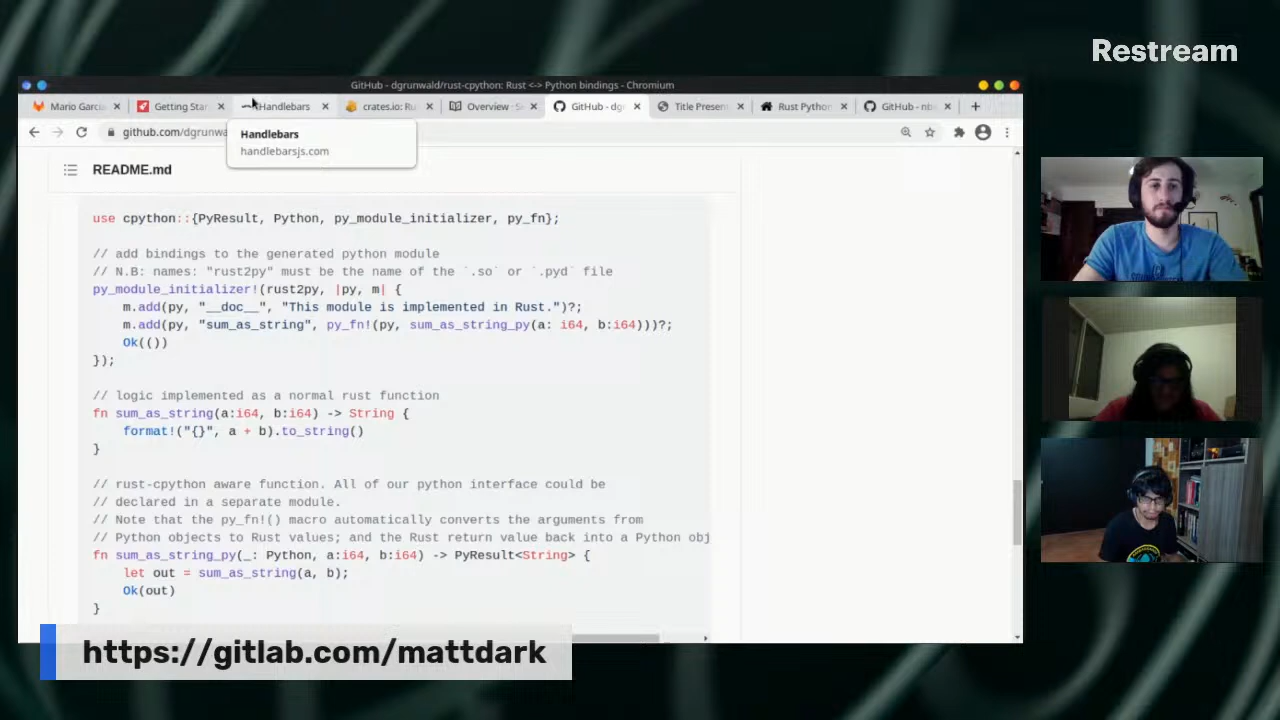 Restream
GitHub - dgrunwald/rust-cpython: Rust <-> Python bindings - Chromium
Mario Garcia
Getting Star
Handlebars
crates.io: Ru
Overview · Se
GitHub - dgr
Title Present
Rust Python
GitHub - nb
github.com/dgrunwa
Handlebars
handlebarsjs.com
README.md
use cpython::{PyResult, Python, py_module_initializer, py_fn};
// add bindings to the generated python module
// N.B: names: "rust2py" must be the name of the `.so` or `.pyd` file
py_module_initializer!(rust2py, |py, m| {
m.add(py, "__doc__", "This module is implemented in Rust.")?;
m.add(py, "sum_as_string", py_fn!(py, sum_as_string_py(a: i64, b:i64)))?;
Ok(())
});
// logic implemented as a normal rust function
fn sum_as_string(a:i64, b:i64) -> String {
format!("{}", a + b).to_string()
}
// rust-cpython aware function. All of our python interface could be
// declared in a separate module.
// Note that the py_fn!() macro automatically converts the arguments from
// Python objects to Rust values; and the Rust return value back into a Python obj
fn sum_as_string_py(_: Python, a:i64, b:i64) -> PyResult<String> {
let out = sum_as_string(a, b);
Ok(out)
}
https://gitlab.com/mattdark